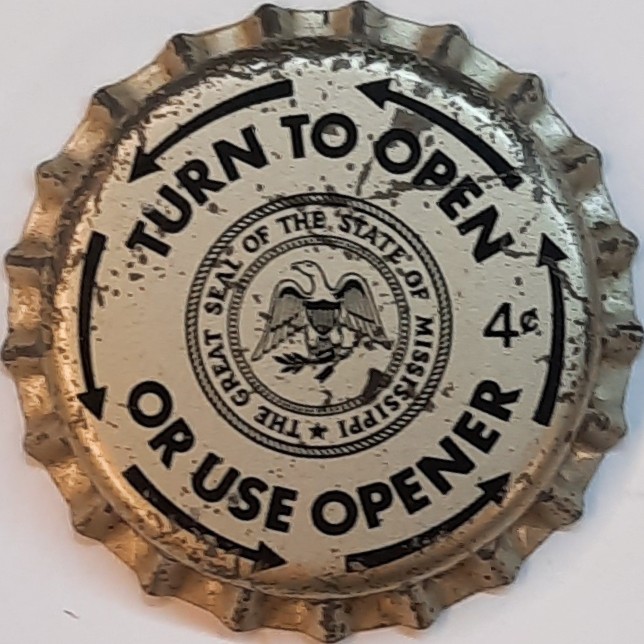 TURN TO OPEN
4¢
OR USE OPENER
THE GREAT SEAL OF THE STATE OF MISSISSIPPI ★